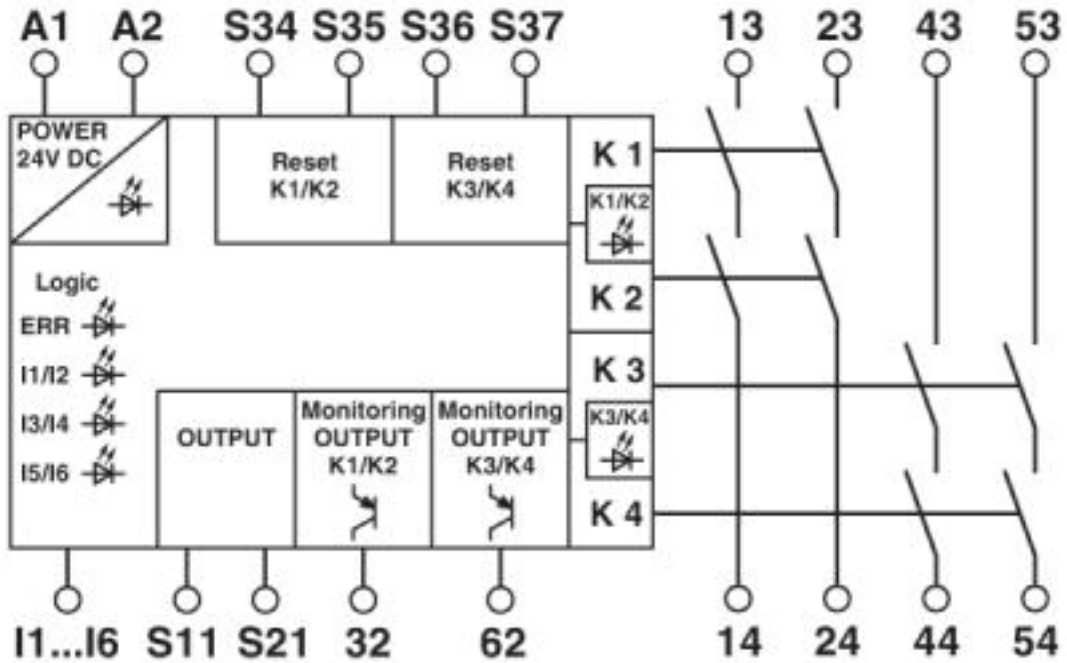 A1 A2 S34 S35 S36 S37 13 23 43 53
POWER
24V DC
Reset
K1/K2
Reset
K3/K4
K 1
K1/K2
K 2
Logic
ERR
I1/I2
I3/I4
I5/I6
K 3
K3/K4
K 4
OUTPUT
Monitoring
OUTPUT
K1/K2
Monitoring
OUTPUT
K3/K4
I1...I6 S11 S21 32 62 14 24 44 54